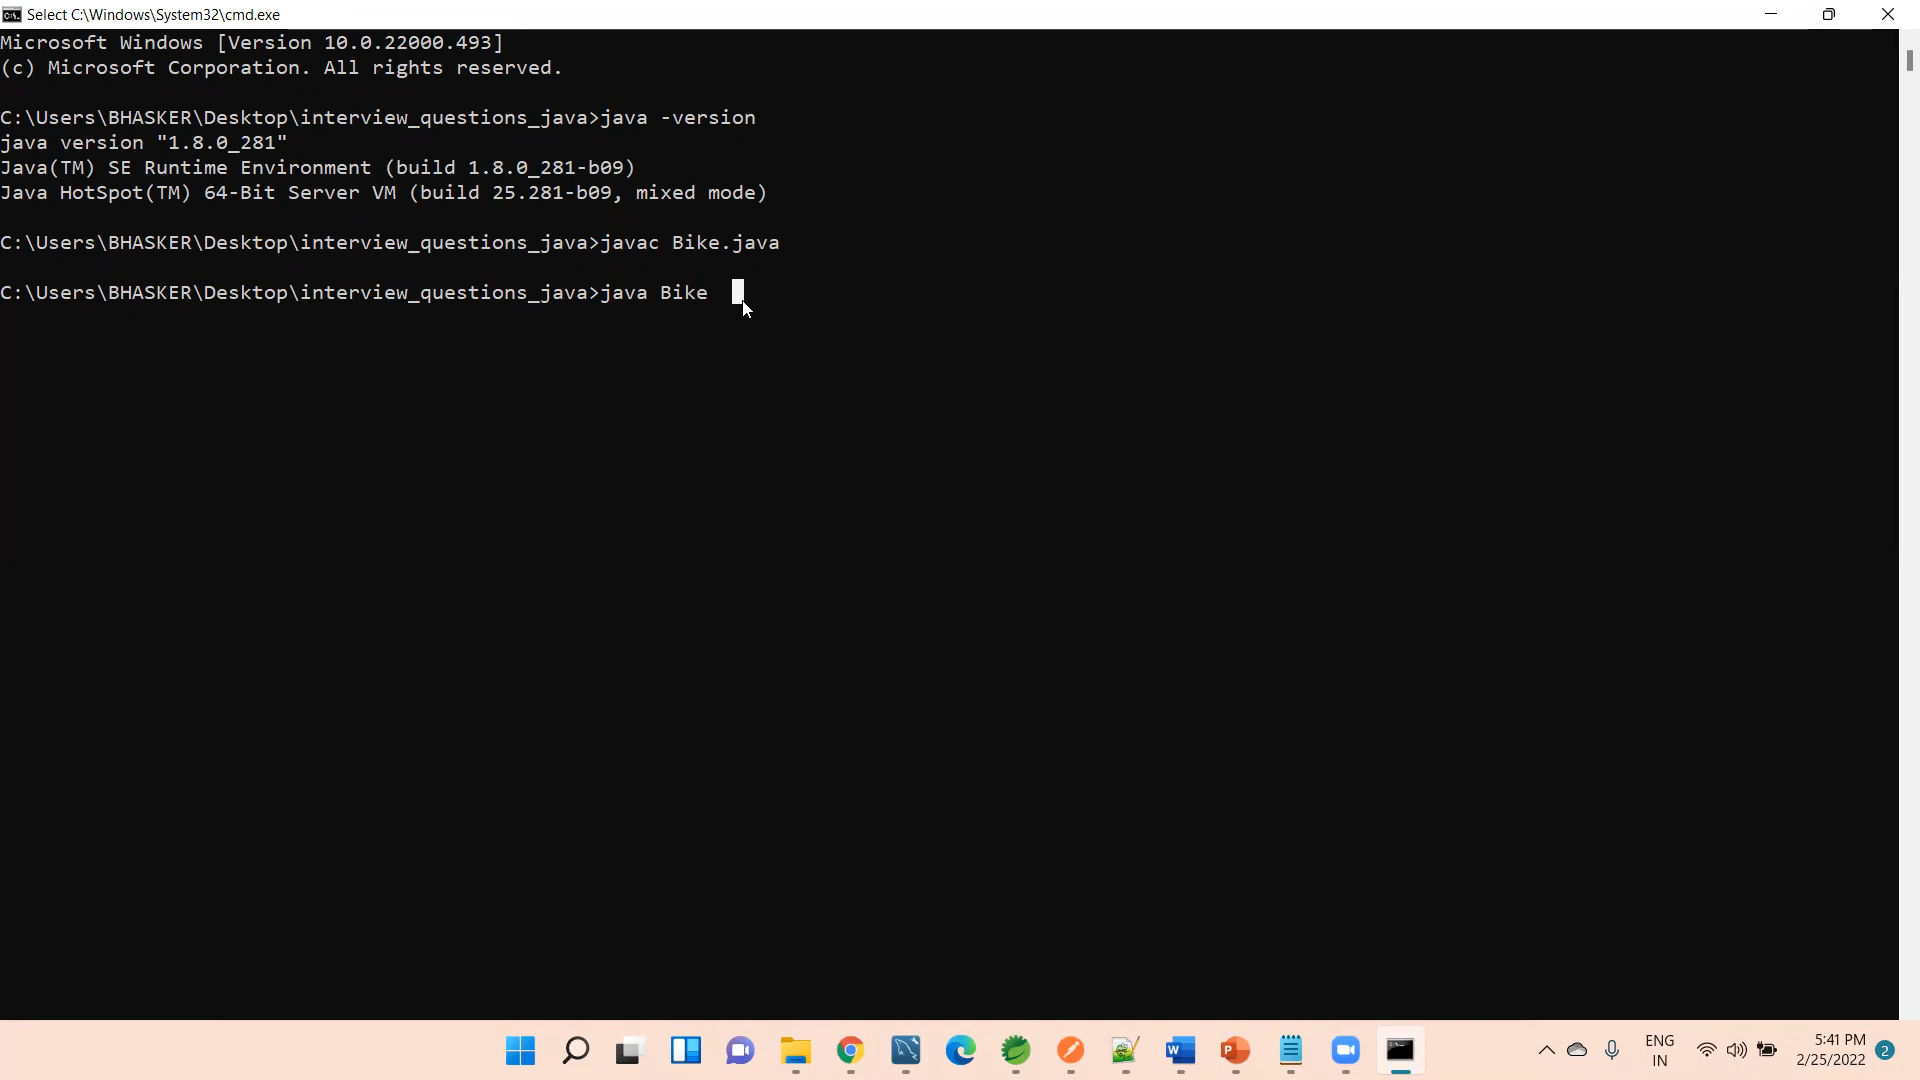 Select C:\Windows\System32\cmd.exe
Microsoft Windows [Version 10.0.22000.493]
(c) Microsoft Corporation. All rights reserved.
C:\Users\BHASKER\Desktop\interview_questions_java>java -version
java version "1.8.0_281"
Java(TM) SE Runtime Environment (build 1.8.0_281-b09)
Java HotSpot(TM) 64-Bit Server VM (build 25.281-b09, mixed mode)
C:\Users\BHASKER\Desktop\interview_questions_java>javac Bike.java
C:\Users\BHASKER\Desktop\interview_questions_java>java Bike
ENG
IN
5:41 PM
2/25/2022
2